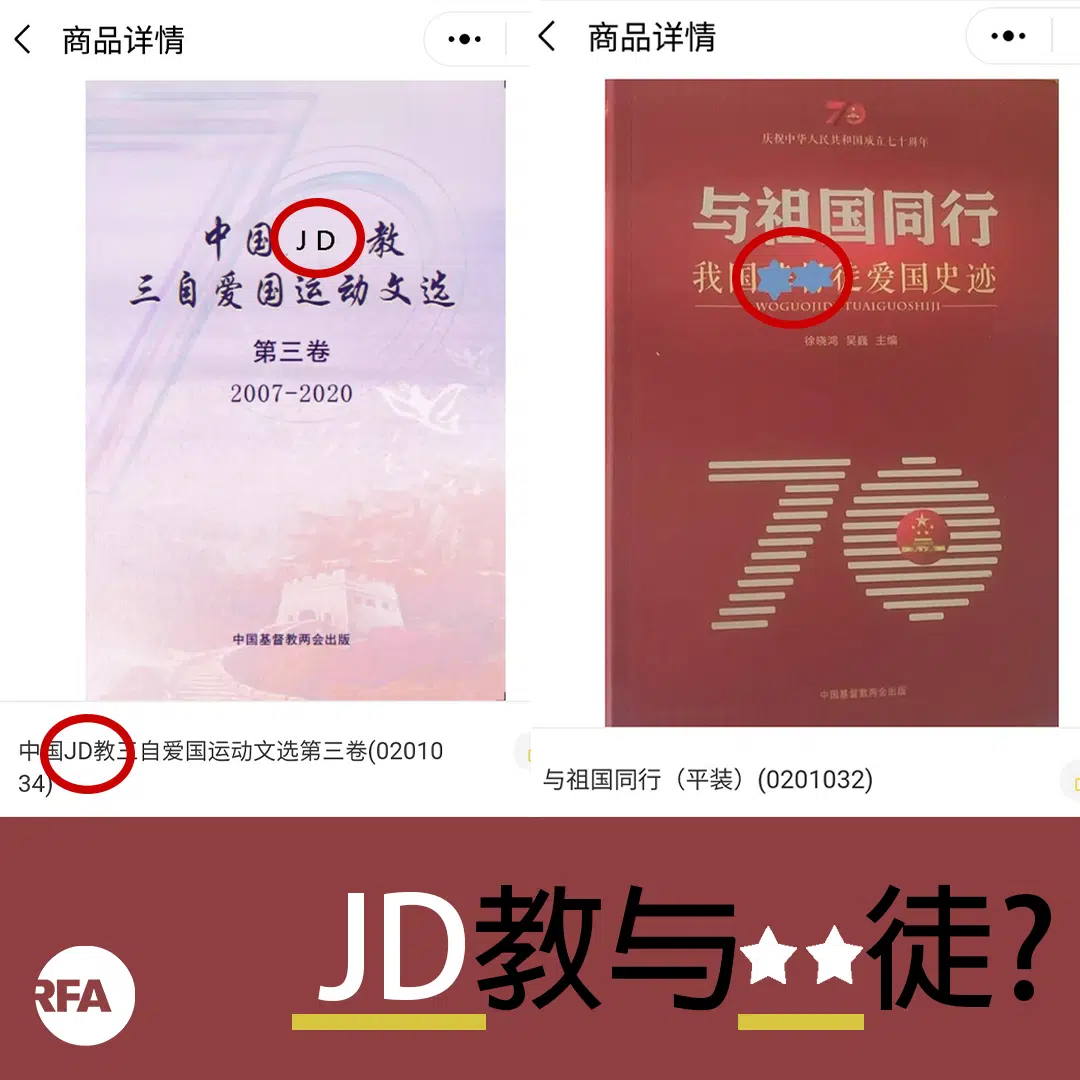 商品详情
中国JD教
三自爱国运动文选
第三卷
2007-2020
中国基督教两会出版
中国JD教三自爱国运动文选第三卷(02010
34)
商品详情
70
庆祝中华人民共和国成立七十周年
与祖国同行
我国 徒爱国史迹
WOGUOJID TUAIGUOSHIJI
徐晓鸿 吴巍 主编
70
中国基督教两会出版
与祖国同行（平装）(0201032)
JD教与★★徒?
RFA